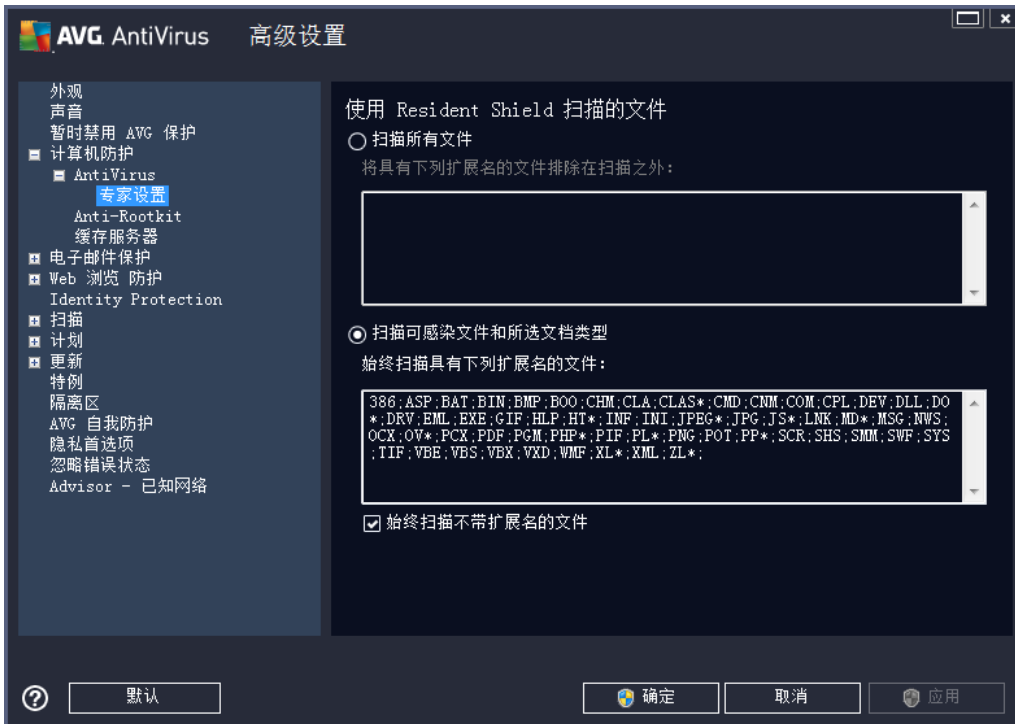 AVG AntiVirus 高级设置
外观
声音
暂时禁用 AVG 保护
计算机防护
AntiVirus
专家设置
Anti-Rootkit
缓存服务器
电子邮件保护
Web 浏览 防护
Identity Protection
扫描
计划
更新
特例
隔离区
AVG 自我防护
隐私首选项
忽略错误状态
Advisor - 已知网络
使用 Resident Shield 扫描的文件
扫描所有文件
将具有下列扩展名的文件排除在扫描之外：
扫描可感染文件和所选文档类型
始终扫描具有下列扩展名的文件：
386;ASP;BAT;BIN;BMP;BOO;CHM;CLA;CLAS*;CMD;CNM;COM;CPL;DEV;DLL;DO
*;DRV;EML;EXE;GIF;HLP;HT*;INF;INI;JPEG*;JPG;JS*;LNK;MD*;MSG;NWS;
OCX;OV*;PCX;PDF;PGM;PHP*;PIF;PL*;PNG;POT;PP*;SCR;SHS;SMM;SWF;SYS
;TIF;VBE;VBS;VBX;VXD;WMF;XL*;XML;ZL*;
始终扫描不带扩展名的文件
默认
确定
取消
应用